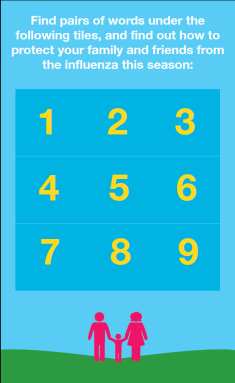 Find pairs of words under the
following tiles, and find out how to
protect your family and friends from
the influenza this season:
1 2 3
4 5 6
7 8 9